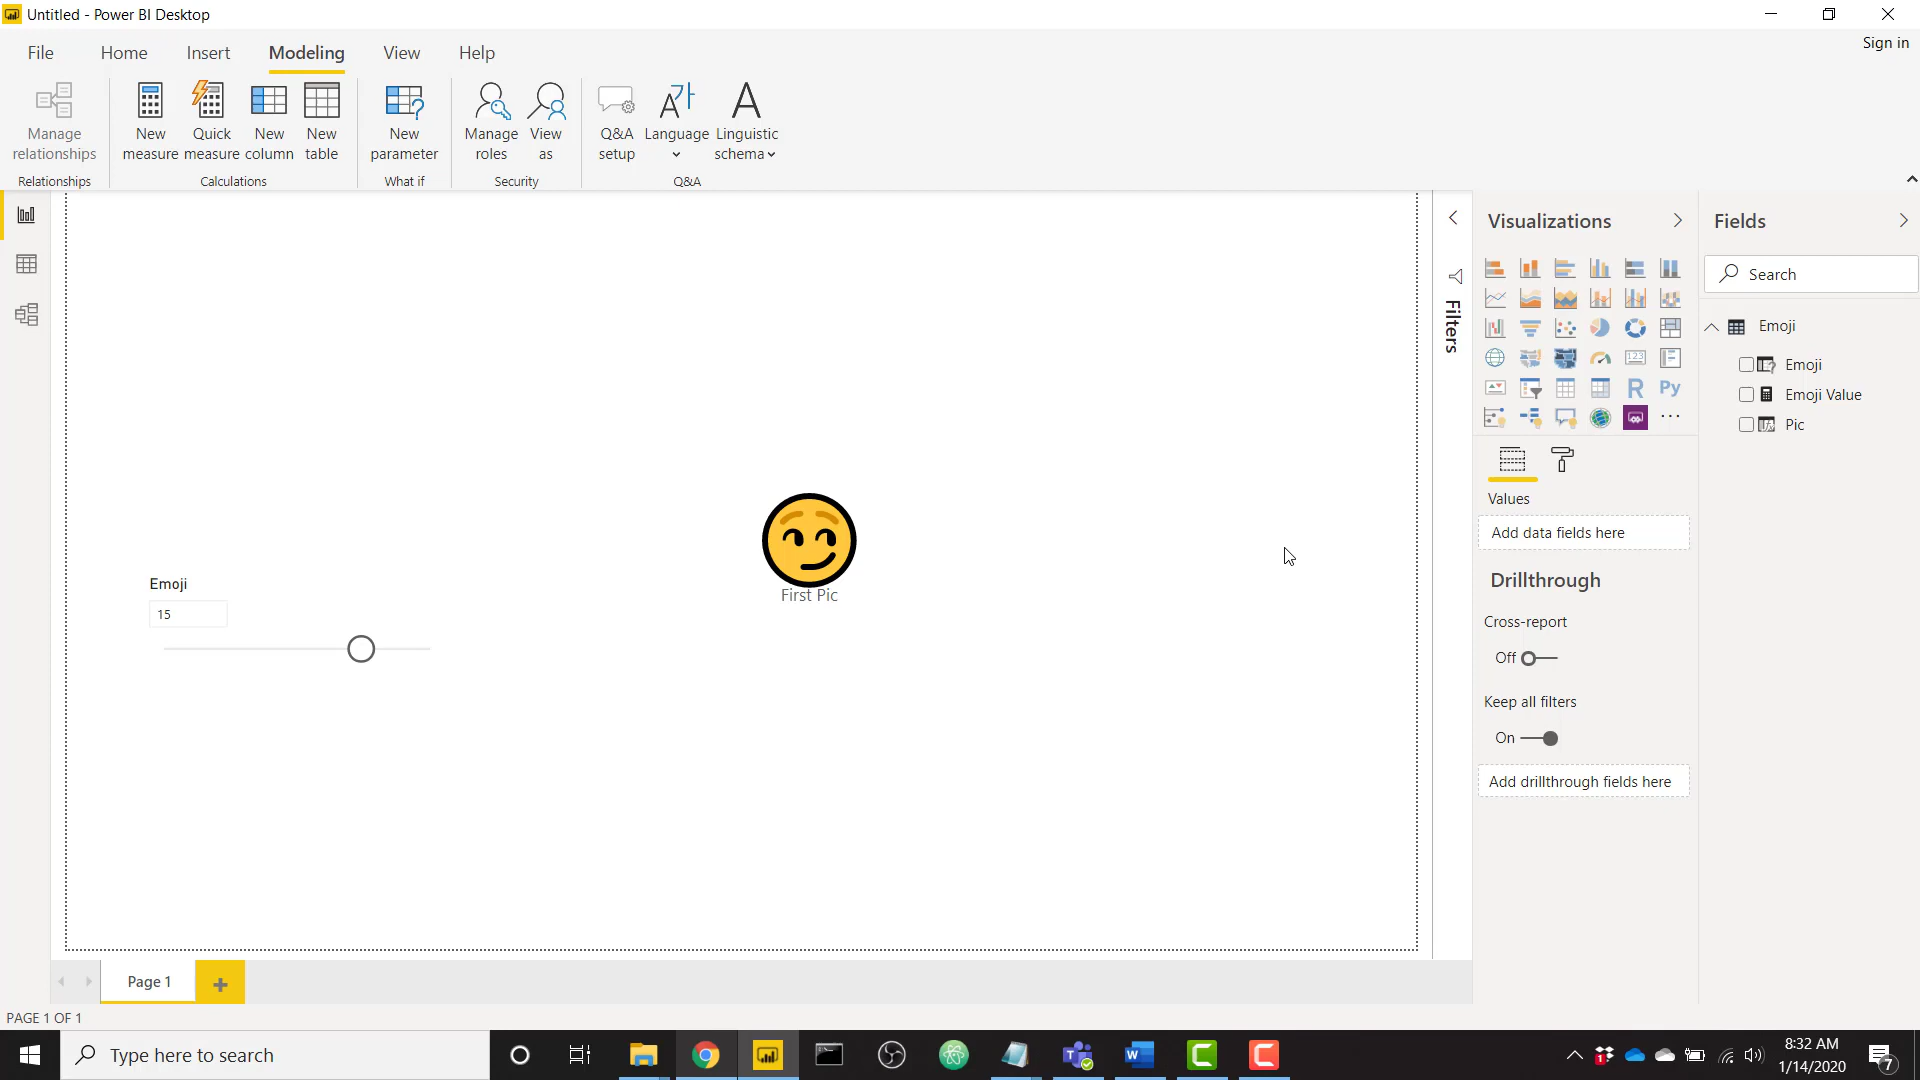 Untitled - Power BI Desktop
File Home Insert Modeling View Help
Sign in
Manage relationships
New measure
Quick measure
New column
New table
New parameter
Manage roles
View as
Q&A setup
Language
Linguistic schema
Relationships
Calculations
What if
Security
Q&A
Emoji
15
First Pic
Filters
Visualizations
123
R
Py
Values
Add data fields here
Drillthrough
Cross-report
Off
Keep all filters
On
Add drillthrough fields here
Fields
Search
Emoji
Emoji
Emoji Value
Pic
Page 1
PAGE 1 OF 1
Type here to search
1
8:32 AM
1/14/2020
7